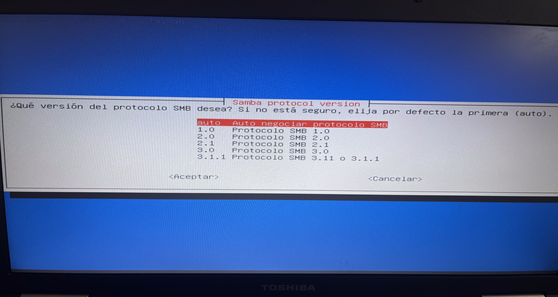 Samba protocol version
¿Qué versión del protocolo SMB desea? Si no está seguro, elija por defecto la primera (auto).
auto Auto negociar protocolo SMB
1.0 Protocolo SMB 1.0
2.0 Protocolo SMB 2.0
2.1 Protocolo SMB 2.1
3.0 Protocolo SMB 3.0
3.1.1 Protocolo SMB 3.11 o 3.1.1
<Aceptar> <Cancelar>
TOSHIBA